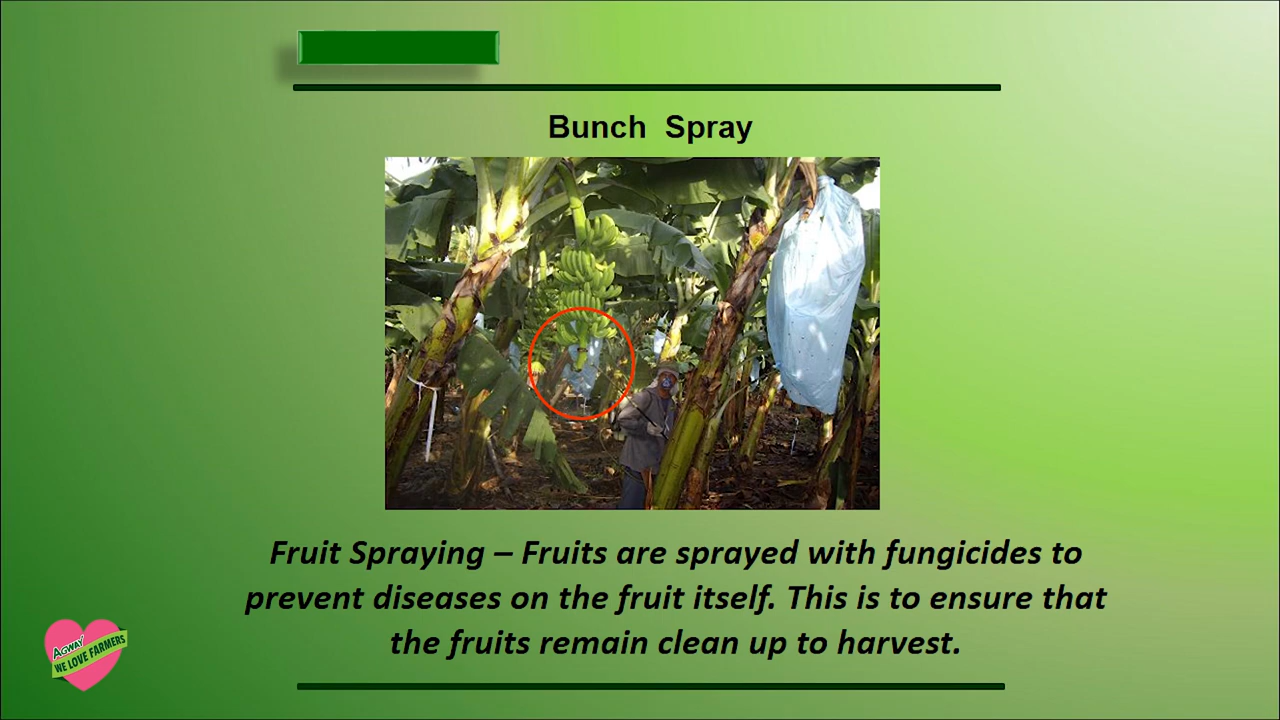 Bunch Spray
Fruit Spraying – Fruits are sprayed with fungicides to
prevent diseases on the fruit itself. This is to ensure that
the fruits remain clean up to harvest.
AGWAY
WE LOVE FARMERS